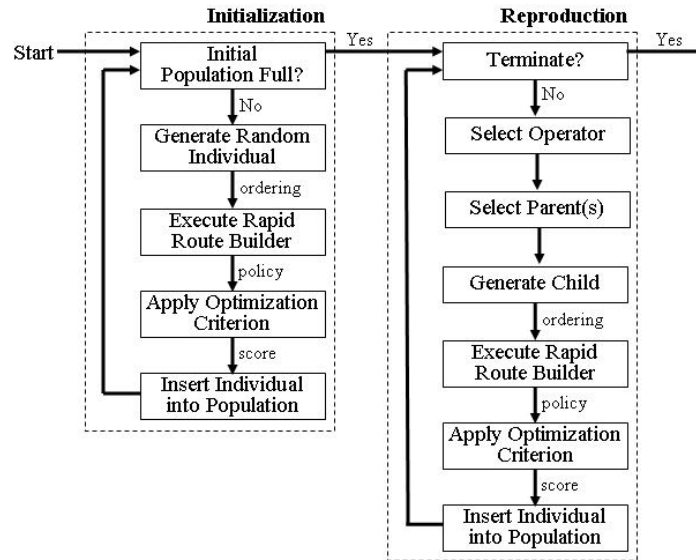 Initialization
Start
Initial
Population Full?
Yes
No
Generate Random
Individual
ordering
Execute Rapid
Route Builder
policy
Apply Optimization
Criterion
score
Insert Individual
into Population
Reproduction
Terminate?
Yes
No
Select Operator
Select Parent(s)
Generate Child
ordering
Execute Rapid
Route Builder
policy
Apply Optimization
Criterion
score
Insert Individual
into Population